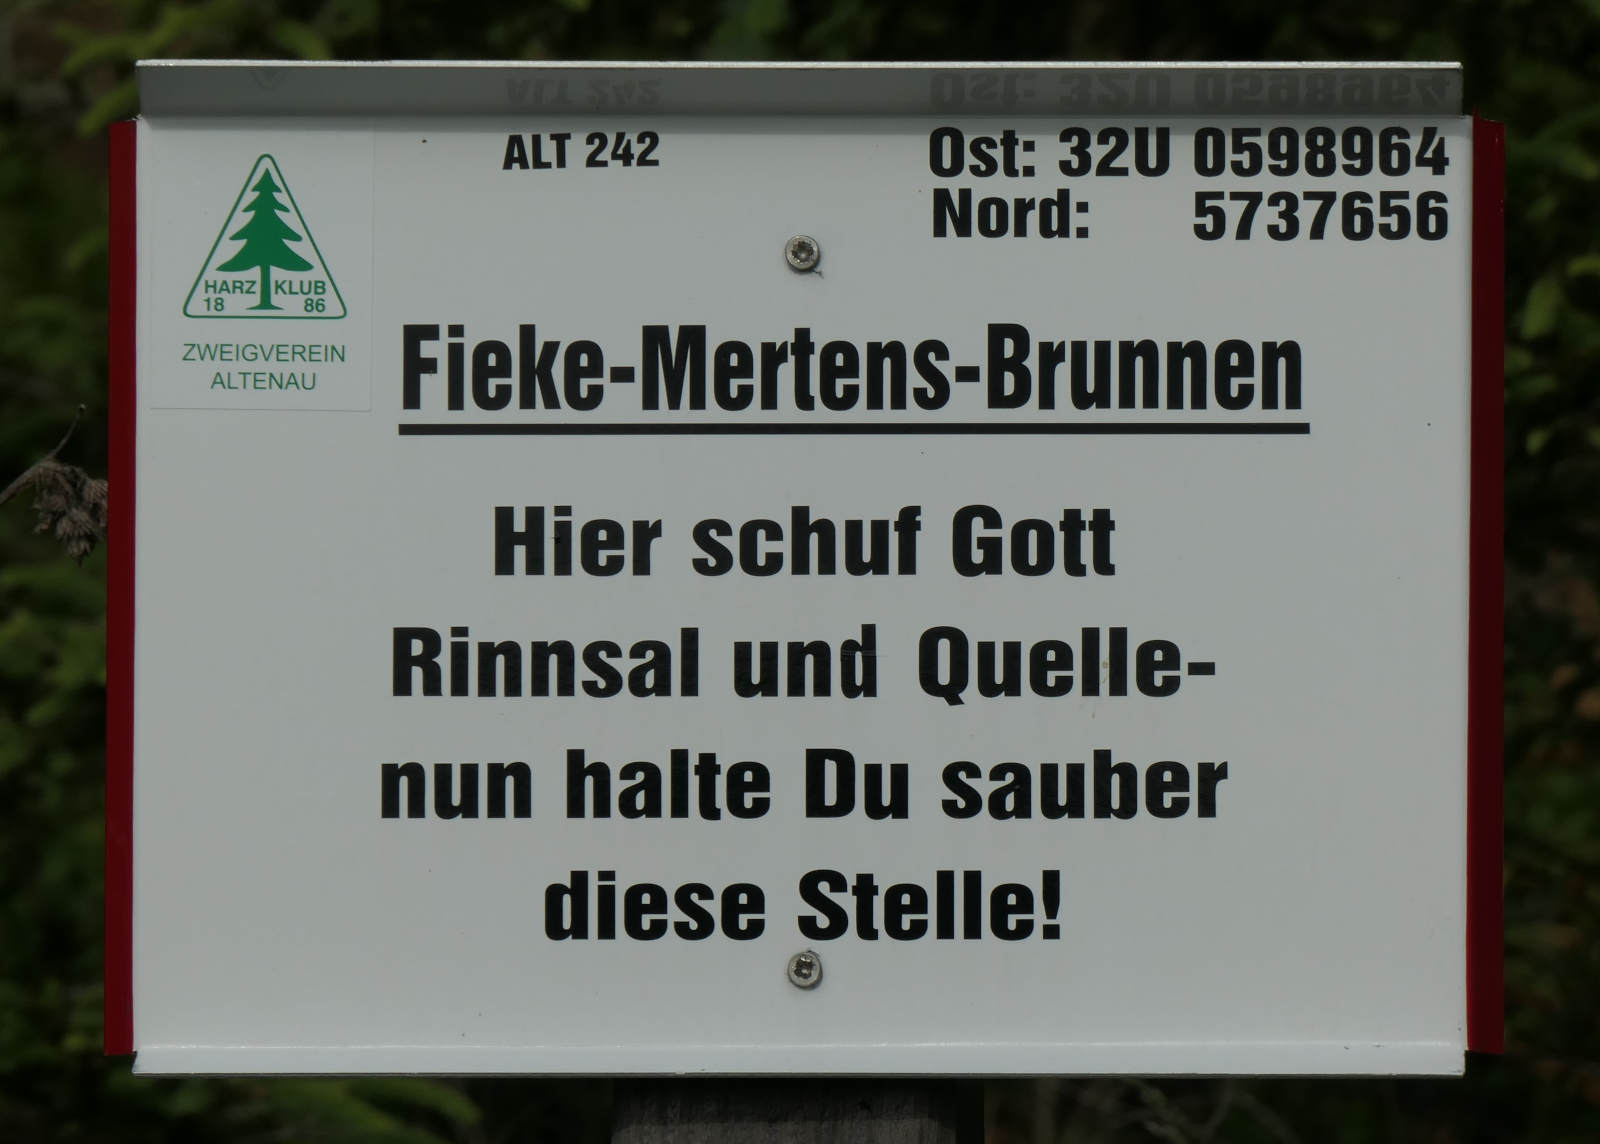 ALT 242
Ost: 32U 0598964
Nord: 5737656
HARZ KLUB
18 86
ZWEIGVEREIN
ALTENAU
Fieke-Mertens-Brunnen
Hier schuf Gott
Rinnsal und Quelle-
nun halte Du sauber
diese Stelle!